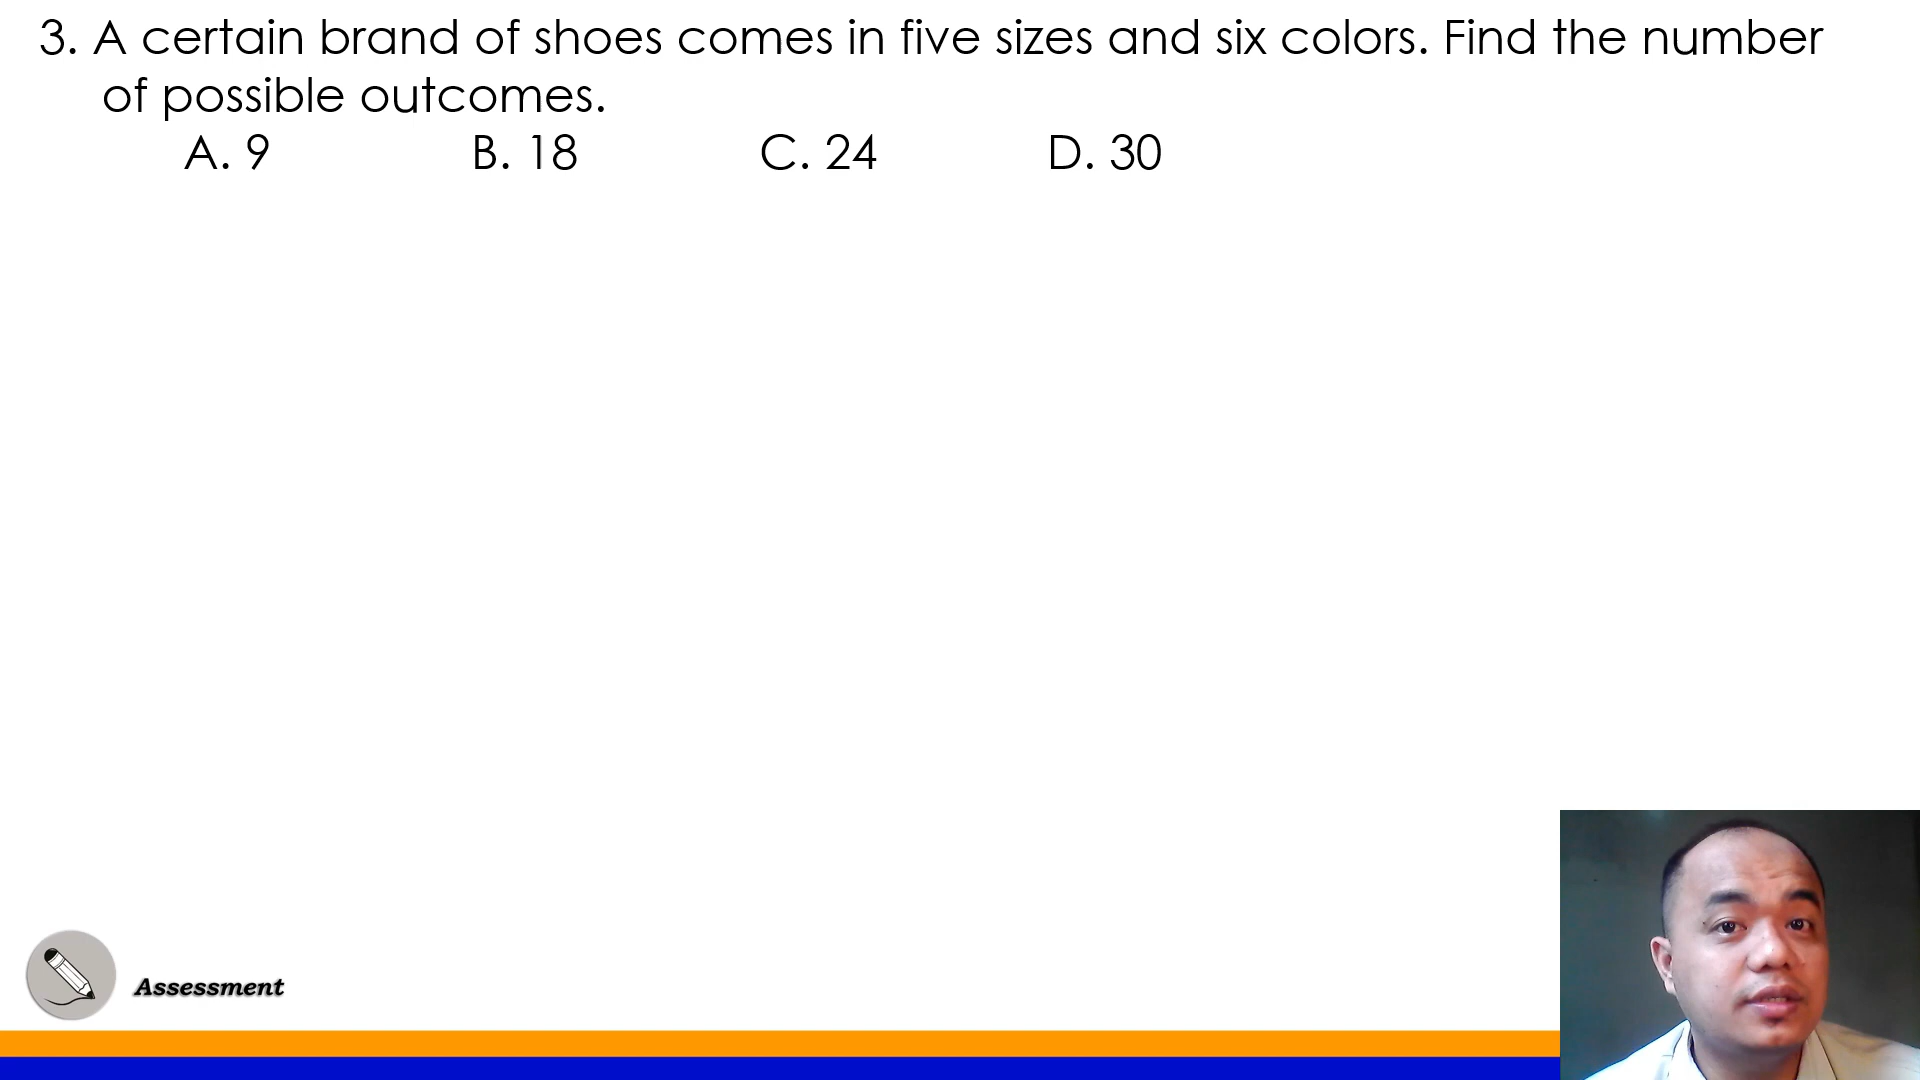 3. A certain brand of shoes comes in five sizes and six colors. Find the number
of possible outcomes.
A. 9 B. 18 C. 24 D. 30
Assessment